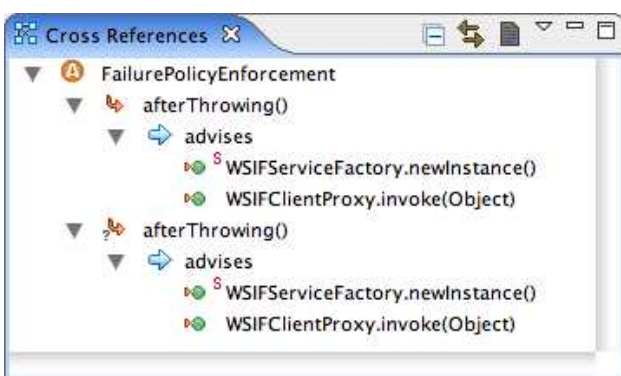 Cross References
A FailurePolicyEnforcement
afterThrowing()
advises
S WSIFServiceFactory.newInstance()
WSIFClientProxy.invoke(Object)
? afterThrowing()
advises
S WSIFServiceFactory.newInstance()
WSIFClientProxy.invoke(Object)